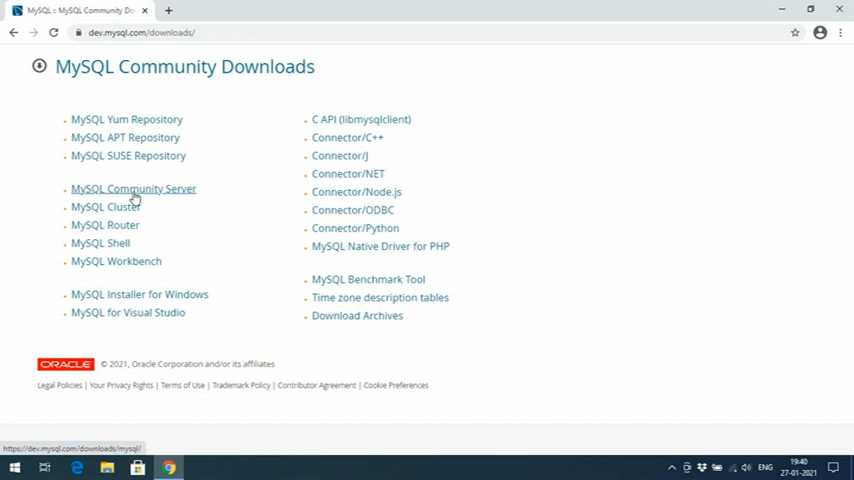 MySQL :: MySQL Community Down
dev.mysql.com/downloads/
MySQL Community Downloads
MySQL Yum Repository
MySQL APT Repository
MySQL SUSE Repository
MySQL Community Server
MySQL Cluster
MySQL Router
MySQL Shell
MySQL Workbench
MySQL Installer for Windows
MySQL for Visual Studio
C API (libmysqlclient)
Connector/C++
Connector/J
Connector/NET
Connector/Node.js
Connector/ODBC
Connector/Python
MySQL Native Driver for PHP
MySQL Benchmark Tool
Time zone description tables
Download Archives
ORACLE © 2021, Oracle Corporation and/or its affiliates
Legal Policies | Your Privacy Rights | Terms of Use | Trademark Policy | Contributor Agreement | Cookie Preferences
https://dev.mysql.com/downloads/mysql/
ENG
19:40
27-01-2021